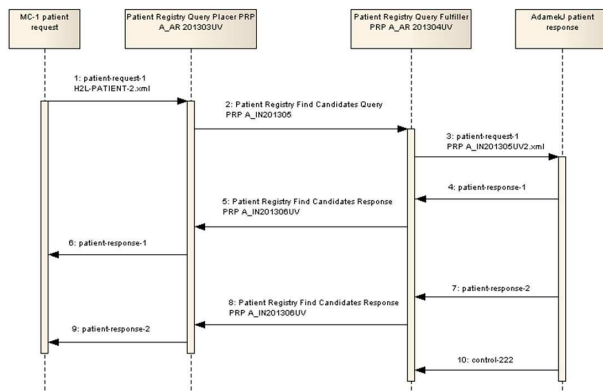 MC-1 patient
request
Patient Registry Query Placer PRP
A_AR 201303UV
Patient Registry Query Fulfiller
PRP A_AR 201304UV
AdamekJ patient
response
1: patient-request-1
H2L-PATIENT-2.xml
2: Patient Registry Find Candidates Query
PRP A_IN201305
3: patient-request-1
PRP A_IN201305UV2.xml
4: patient-response-1
5: Patient Registry Find Candidates Response
PRP A_IN201306UV
6: patient-response-1
7: patient-response-2
8: Patient Registry Find Candidates Response
PRP A_IN201306UV
9: patient-response-2
10: control-222